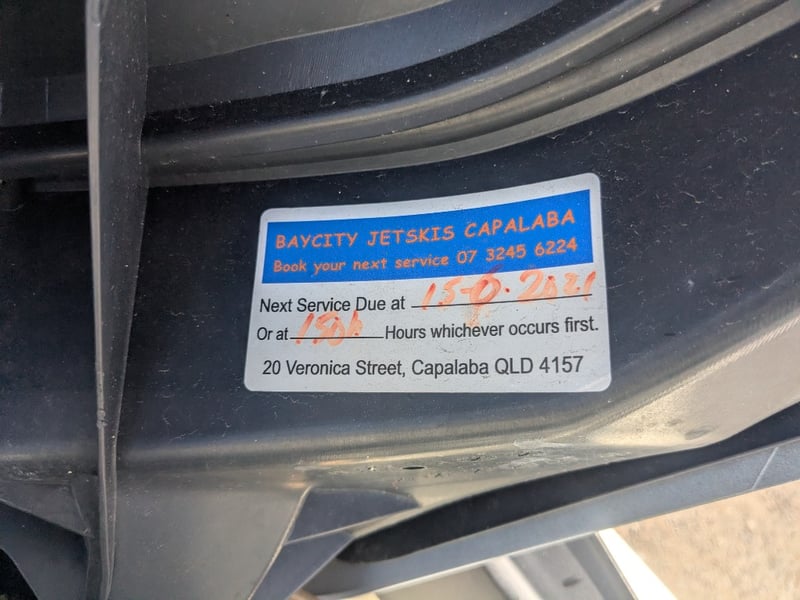 BAYCITY JETSKIS CAPALABA
Book your next service 07 3245 6224
Next Service Due at 15-6-2021
Or at 150h Hours whichever occurs first.
20 Veronica Street, Capalaba QLD 4157